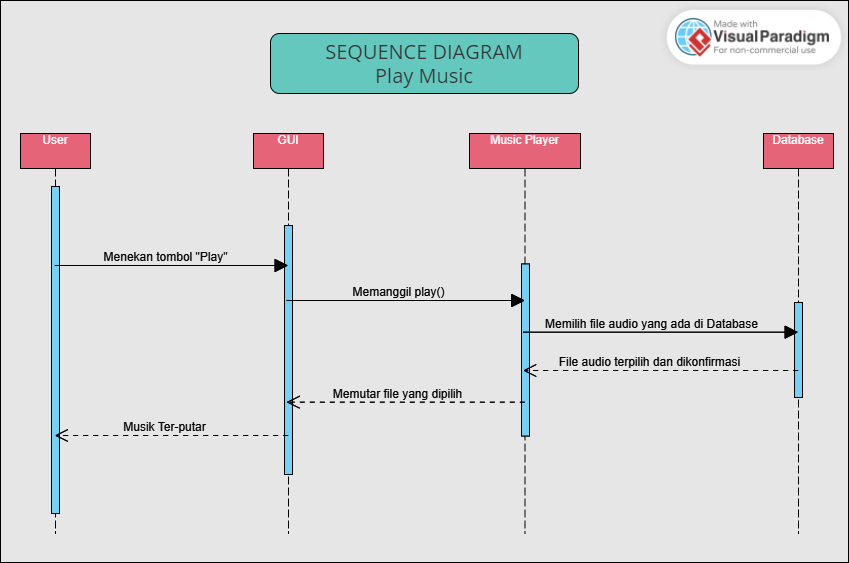 Made with
Visual Paradigm
For non-commercial use
SEQUENCE DIAGRAM
Play Music
User
GUI
Music Player
Database
Menekan tombol "Play"
Memanggil play()
Memilih file audio yang ada di Database
File audio terpilih dan dikonfirmasi
Memutar file yang dipilih
Musik Ter-putar